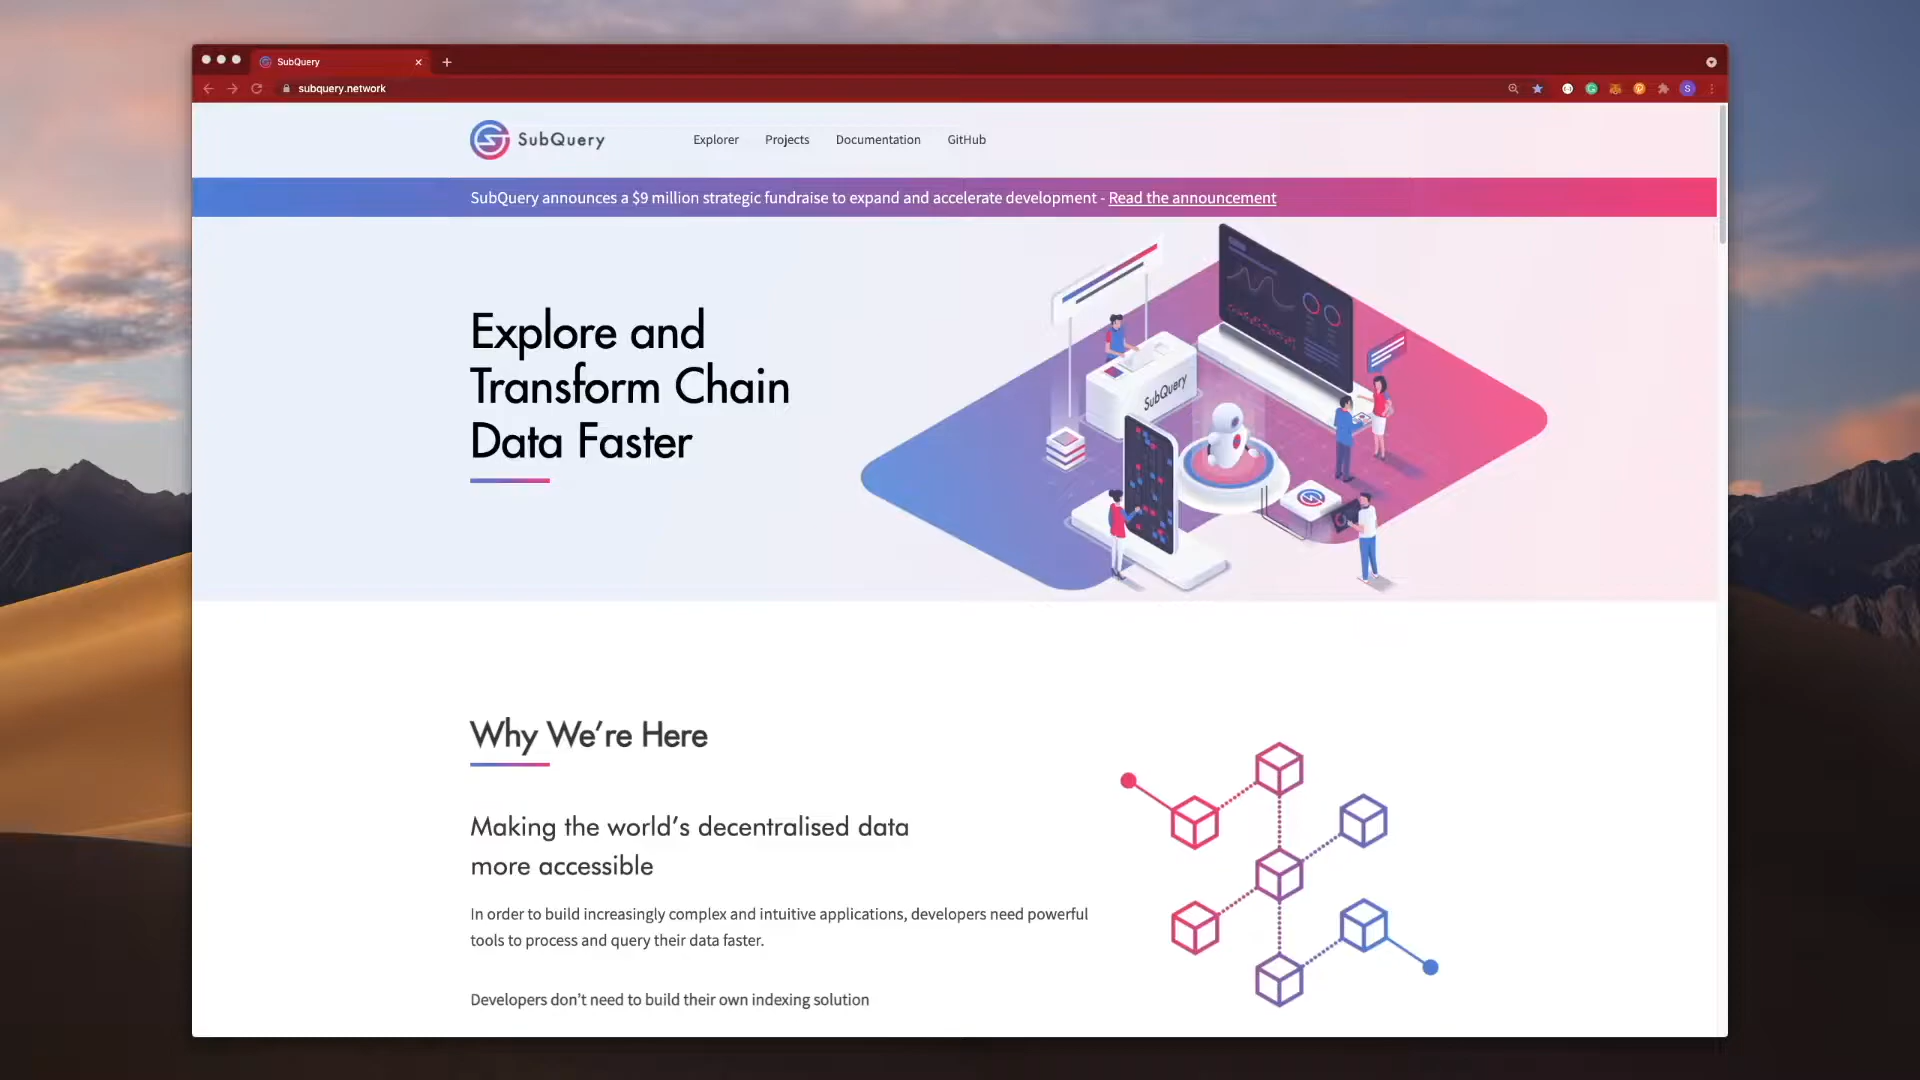 SubQuery
subquery.network
S
SubQuery
Explorer Projects Documentation GitHub
SubQuery announces a $9 million strategic fundraise to expand and accelerate development - Read the announcement
Explore and
Transform Chain
Data Faster
SubQuery
Why We're Here
Making the world's decentralised data
more accessible
In order to build increasingly complex and intuitive applications, developers need powerful
tools to process and query their data faster.
Developers don't need to build their own indexing solution